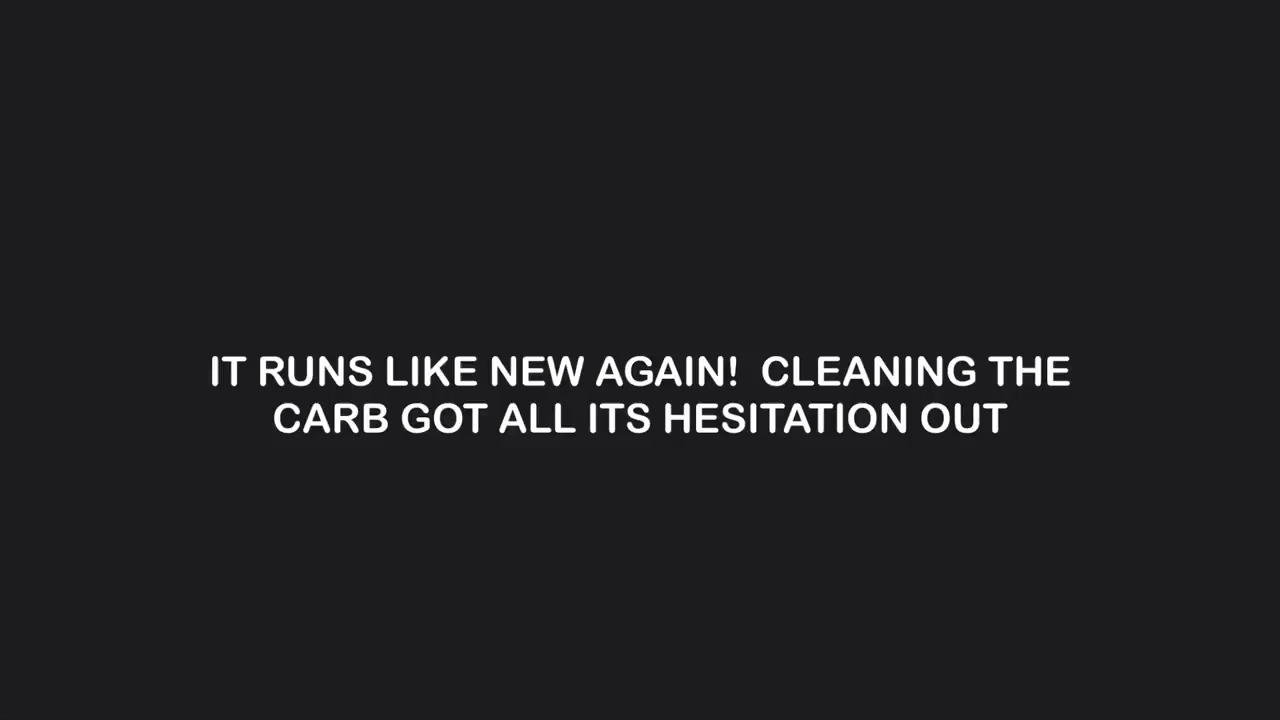 IT RUNS LIKE NEW AGAIN!  CLEANING THE
CARB GOT ALL ITS HESITATION OUT